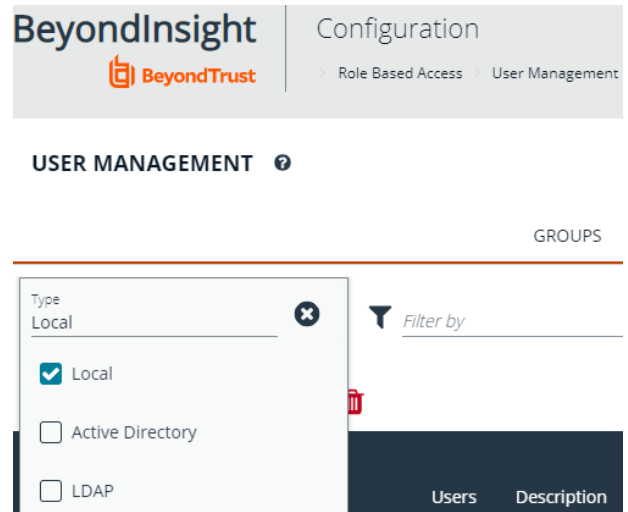 BeyondInsight
BeyondTrust
Configuration
Role Based Access
User Management
USER MANAGEMENT
GROUPS
Type
Local
Filter by
Local
Active Directory
LDAP
Users
Description